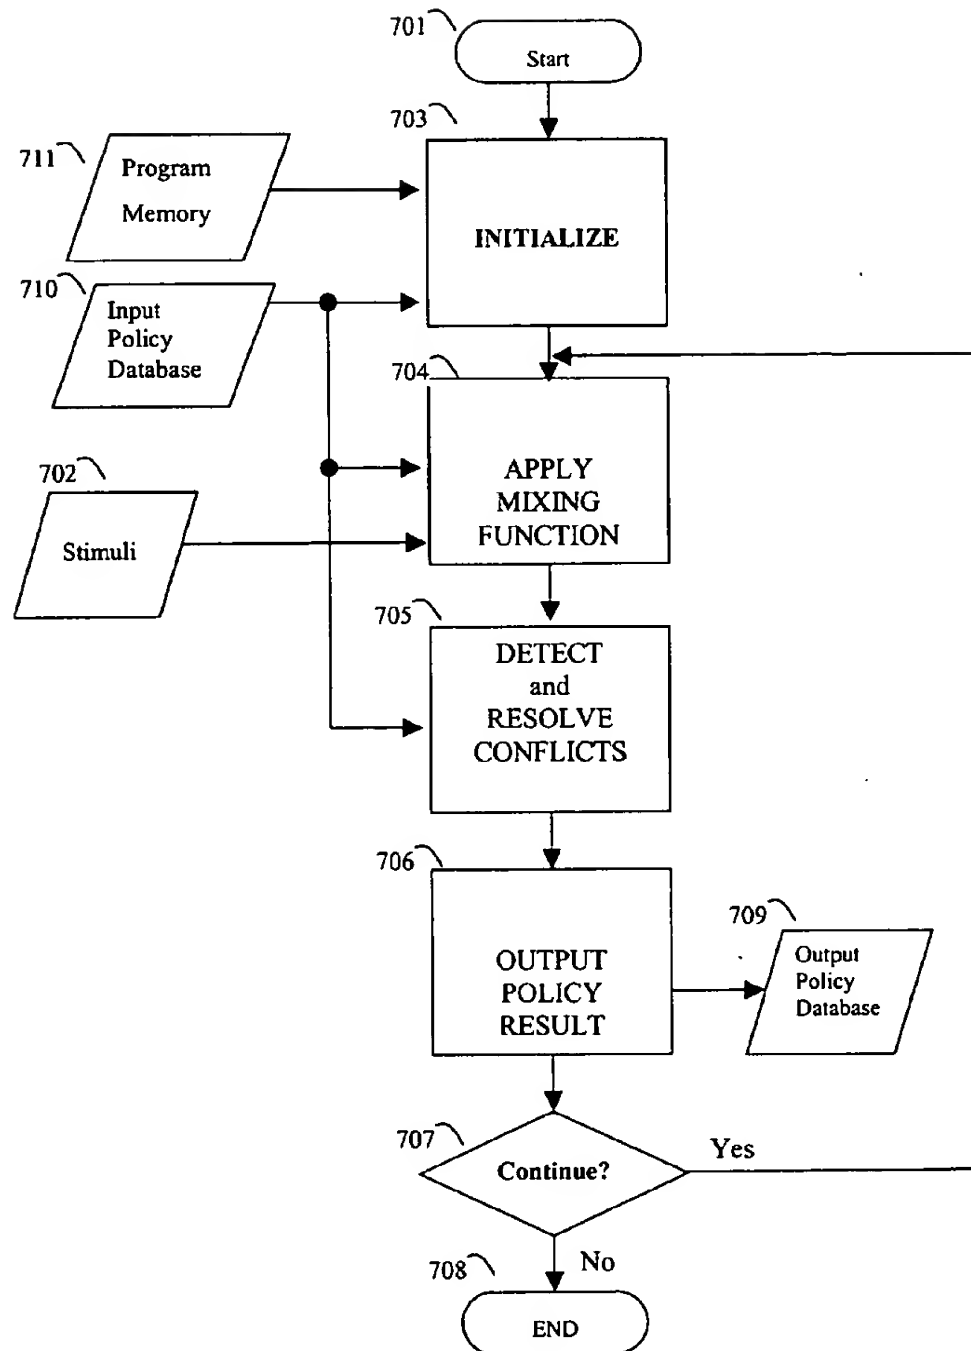 701
Start
703
711
Program
Memory
INITIALIZE
710
Input
Policy
Database
704
APPLY
MIXING
FUNCTION
702
Stimuli
705
DETECT
and
RESOLVE
CONFLICTS
706
OUTPUT
POLICY
RESULT
709
Output
Policy
Database
707
Continue?
Yes
No
708
END